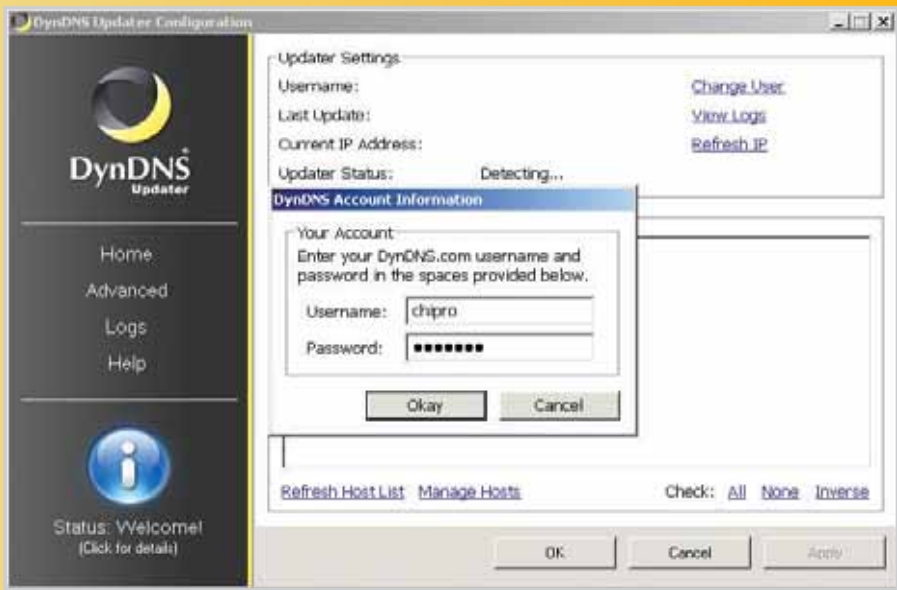 DynDNS Updater Configuration
DynDNS
Updater
Home
Advanced
Logs
Help
Status: Welcome!
(Click for details)
Updater Settings
Username:
Change User
Last Update:
View Logs
Current IP Address:
Refresh IP
Updater Status: Detecting...
DynDNS Account Information
Your Account
Enter your DynDNS.com username and
password in the spaces provided below.
Username: chipro
Password: ●●●●●●●
Okay Cancel
Refresh Host List Manage Hosts Check: All None Inverse
OK Cancel Apply